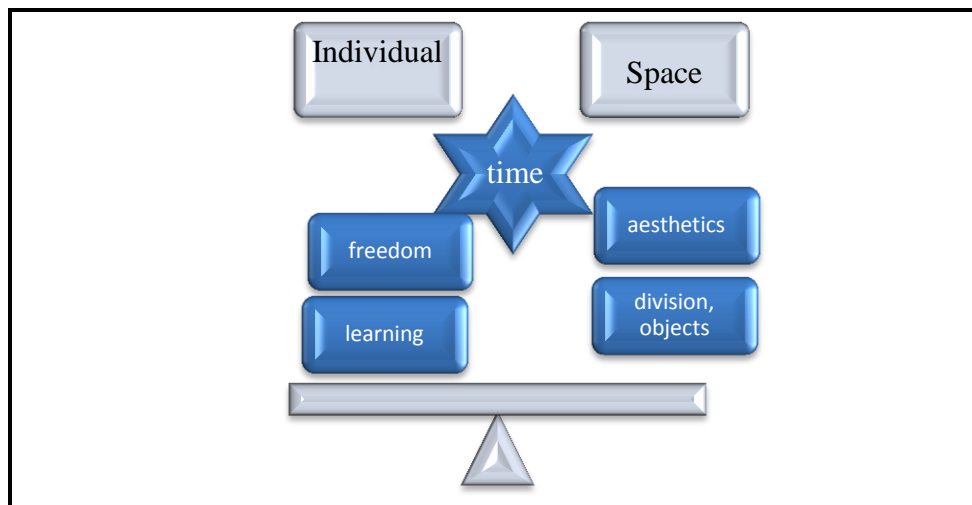 Individual
Space
time
freedom
aesthetics
learning
division,
objects